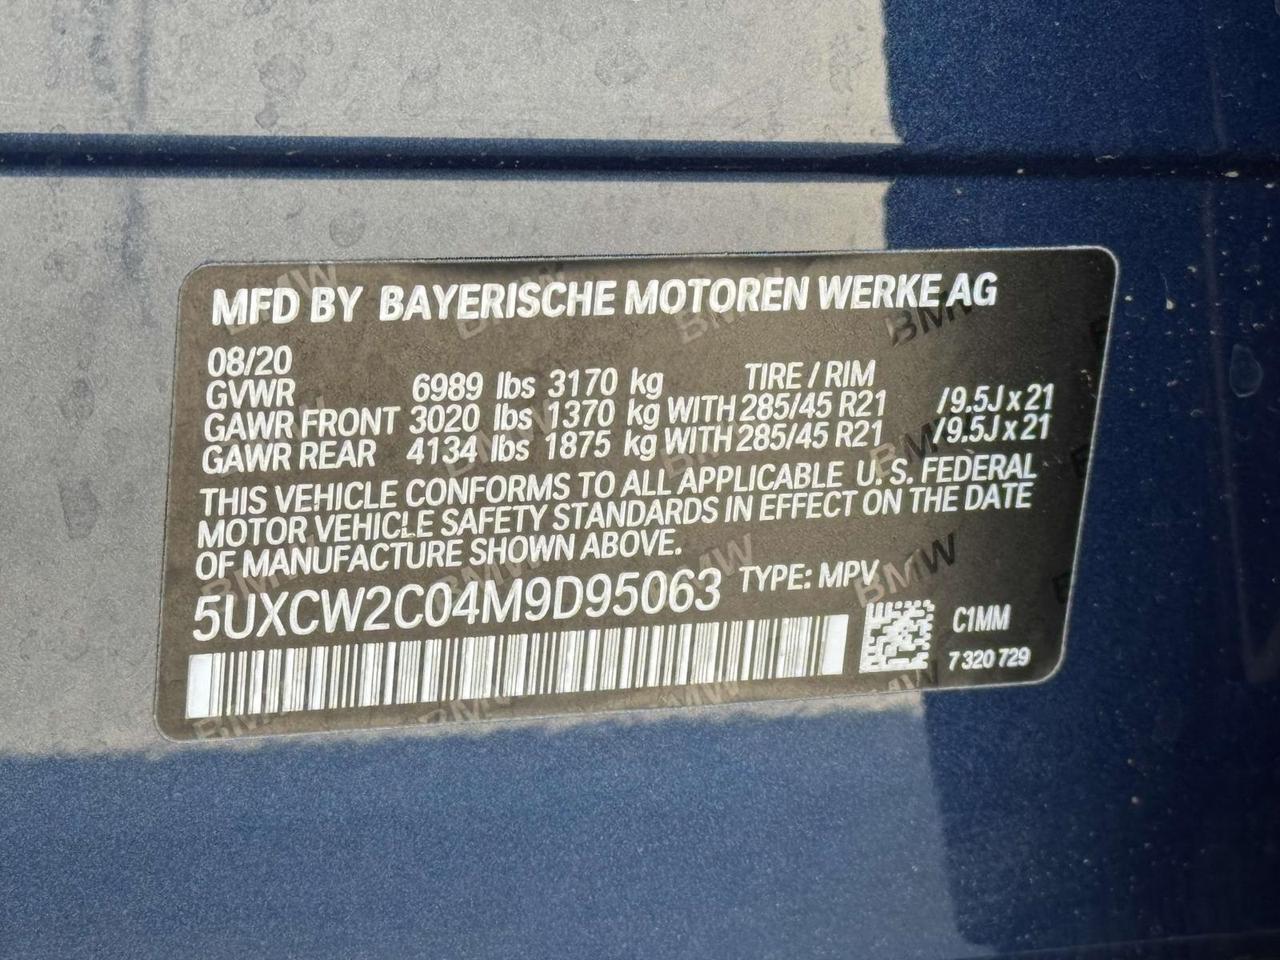 MFD BY BAYERISCHE MOTOREN WERKE AG
08/20
GVWR 6989 lbs 3170 kg TIRE / RIM
GAWR FRONT 3020 lbs 1370 kg WITH 285/45 R21 /9.5J x 21
GAWR REAR 4134 lbs 1875 kg WITH 285/45 R21 /9.5J x 21
THIS VEHICLE CONFORMS TO ALL APPLICABLE U.S. FEDERAL
MOTOR VEHICLE SAFETY STANDARDS IN EFFECT ON THE DATE
OF MANUFACTURE SHOWN ABOVE.
5UXCW2C04M9D95063 TYPE: MPV
C1MM
7 320 729